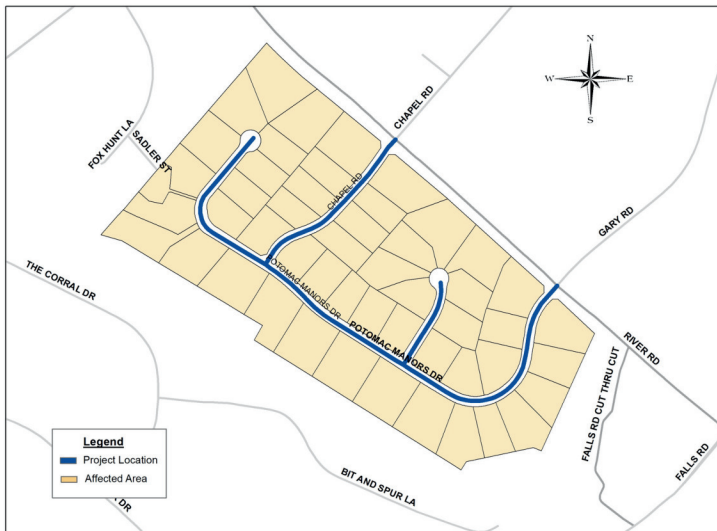 N
W
E
S
CHAPEL RD
FOX HUNT LA
SADLER ST
CHAPEL RD
GARY RD
THE CORRAL DR
POTOMAC MANORS DR
POTOMAC MANORS DR
RIVER RD
FALLS RD CUT THRU CUT
FALLS RD
BIT AND SPUR LA
DR
Legend
Project Location
Affected Area